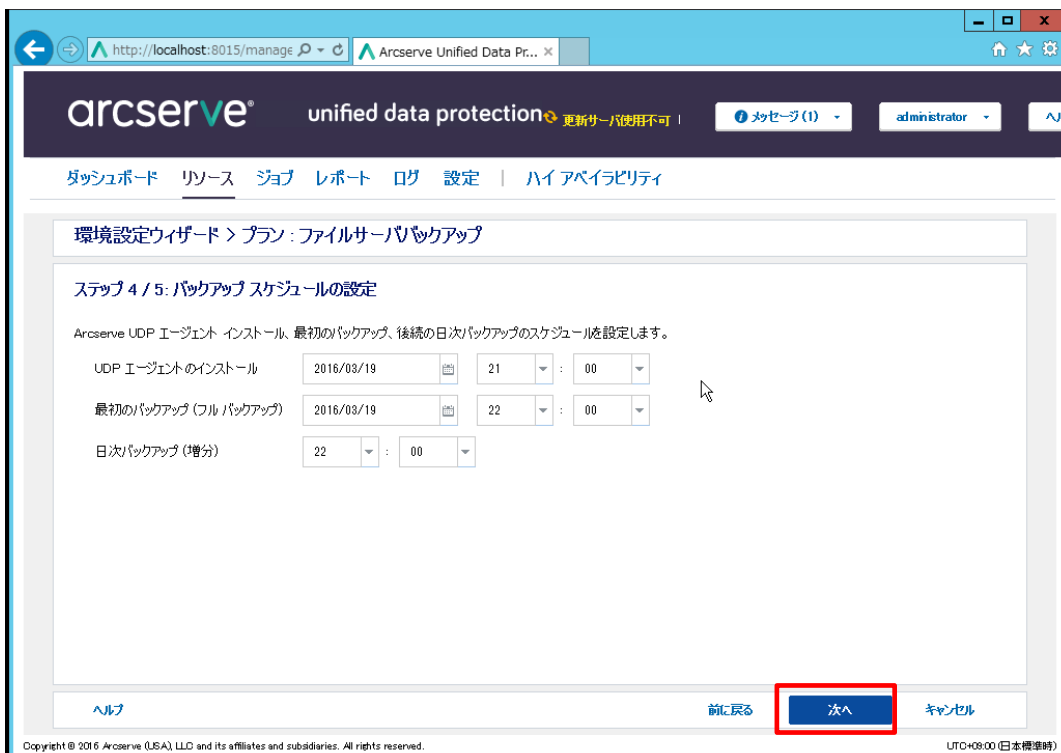 http://localhost:8015/manage
Arcserve Unified Data Pr...
arcserve®
unified data protection 更新サーバ使用不可 |
メッセージ(1)
administrator
ダッシュボード リソース ジョブ レポート ログ 設定 | ハイ アベイラビリティ
環境設定ウィザード > プラン : ファイルサーババックアップ
ステップ 4 / 5: バックアップ スケジュールの設定
Arcserve UDP エージェント インストール、最初のバックアップ、後続の日次バックアップのスケジュールを設定します。
UDP エージェントのインストール 2016/03/19 21 : 00
最初のバックアップ (フル バックアップ) 2016/03/19 22 : 00
日次バックアップ (増分) 22 : 00
ヘルプ 前に戻る 次へ キャンセル
Copyright © 2016 Arcserve (USA), LLC and its affiliates and subsidiaries. All rights reserved. UTC+09:00 (日本標準時)